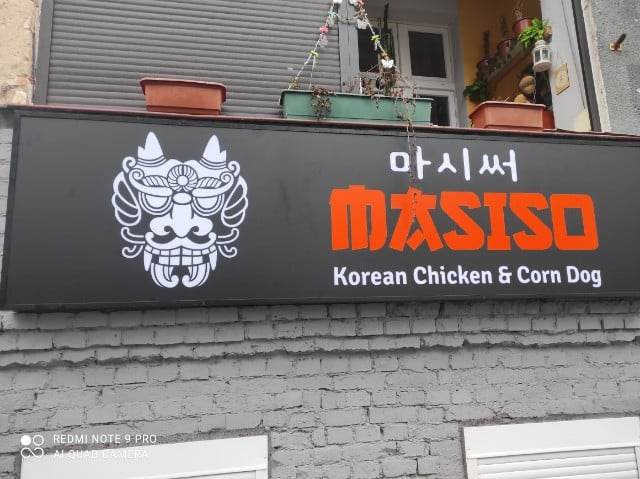 마시써
MASISO
Korean Chicken & Corn Dog
REDMI NOTE 9 PRO
AI QUAD CAMERA